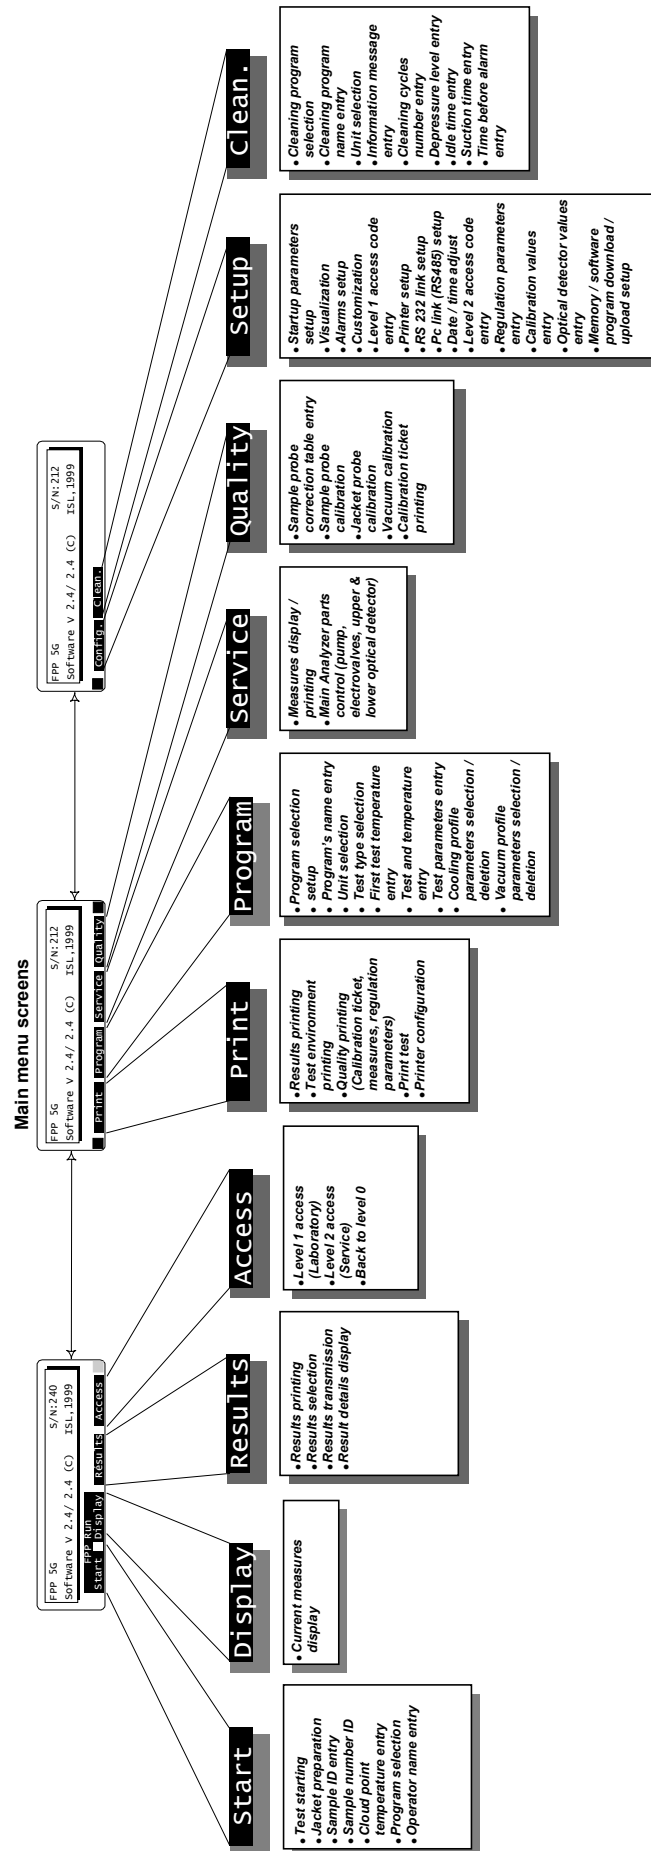 Main menu screens
FPP 5G S/N:240
Software V 2.4/ 2.4 (C) ISL,1999
FPP Run
Start Display Results Access
FPP 5G S/N:212
Software V 2.4/ 2.4 (C) ISL,1999
Print Program Service Quality
FPP 5G S/N:212
Software V 2.4/ 2.4 (C) ISL,1999
Config. Clean.
Start
• Test starting
• Jacket preparation
• Sample ID entry
• Sample number ID
• Cloud point
temperature entry
• Program selection
• Operator name entry
Display
• Current measures
display
Results
• Results printing
• Results selection
• Results transmission
• Result details display
Access
• Level 1 access
(Laboratory)
• Level 2 access
(Service)
• Back to level 0
Print
• Results printing
• Test environment
printing
• Quality printing
(Calibration ticket,
measures, regulation
parameters)
• Print test
• Printer configuration
Program
• Program selection
setup
• Program's name entry
• Unit selection
• Test type selection
• First test temperature
entry
• Test and temperature
entry
• Test parameters entry
• Cooling profile
parameters selection /
deletion
• Vacuum profile
parameters selection /
deletion
Service
• Measures display /
printing
• Main Analyzer parts
control (pump,
electrovalves, upper &
lower optical detector)
Quality
• Sample probe
correction table entry
• Sample probe
calibration
• Jacket probe
calibration
• Vacuum calibration
• Calibration ticket
printing
Setup
• Startup parameters
setup
• Visualization
• Alarms setup
• Customization
• Level 1 access code
entry
• Printer setup
• RS 232 link setup
• Pc link (RS485) setup
• Date / time adjust
• Level 2 access code
entry
• Regulation parameters
entry
• Calibration values
entry
• Optical detector values
entry
• Memory / software
program download /
upload setup
Clean.
• Cleaning program
selection
• Cleaning program
name entry
• Unit selection
• Information message
entry
• Cleaning cycles
number entry
• Depressure level entry
• Idle time entry
• Suction time entry
• Time before alarm
entry